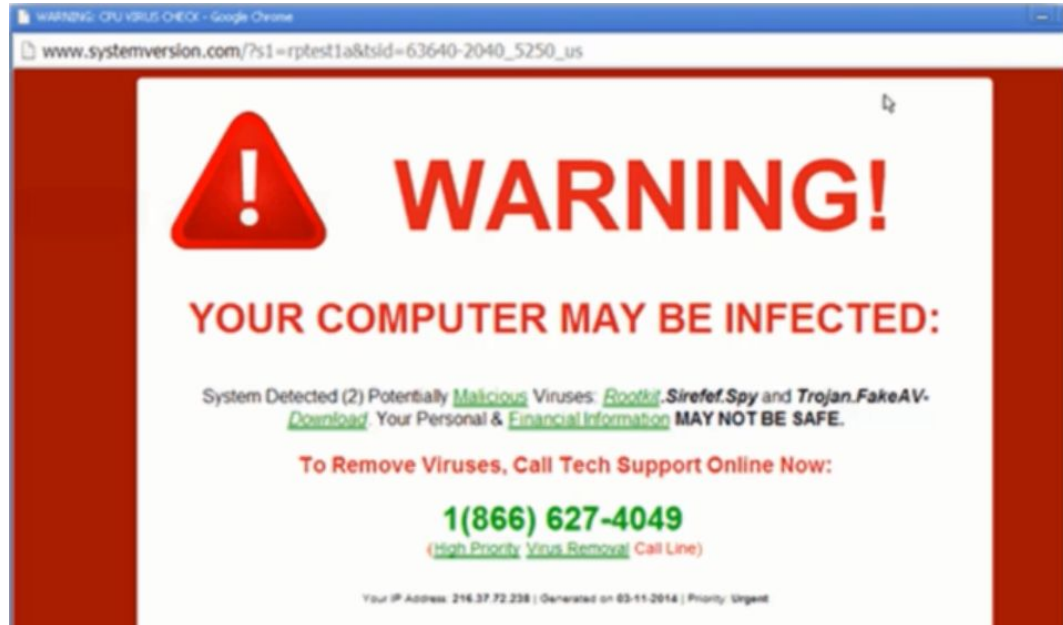 WARNING: CPU VIRUS CHECK - Google Chrome
www.systemversion.com/?s1=rptest1a&tsid=63640-2040_5250_us
WARNING!
YOUR COMPUTER MAY BE INFECTED:
System Detected (2) Potentially Malicious Viruses: Rootkit.Sirefef.Spy and Trojan.FakeAV-
Download. Your Personal & Financial Information MAY NOT BE SAFE.
To Remove Viruses, Call Tech Support Online Now:
1(866) 627-4049
(High Priority Virus Removal Call Line)
Your IP Address: 216.37.72.238 | Generated on 03-11-2014 | Priority: Urgent